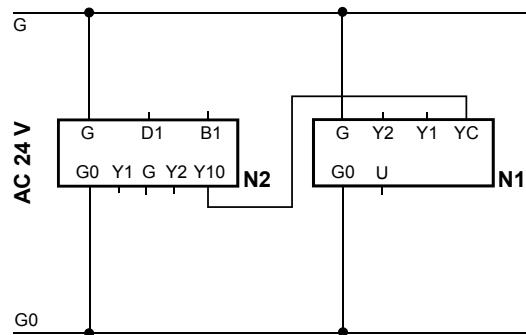 G
AC 24 V
G D1 B1
G0 Y1 G Y2 Y10
N2
G Y2 Y1 YC
G0 U
N1
G0